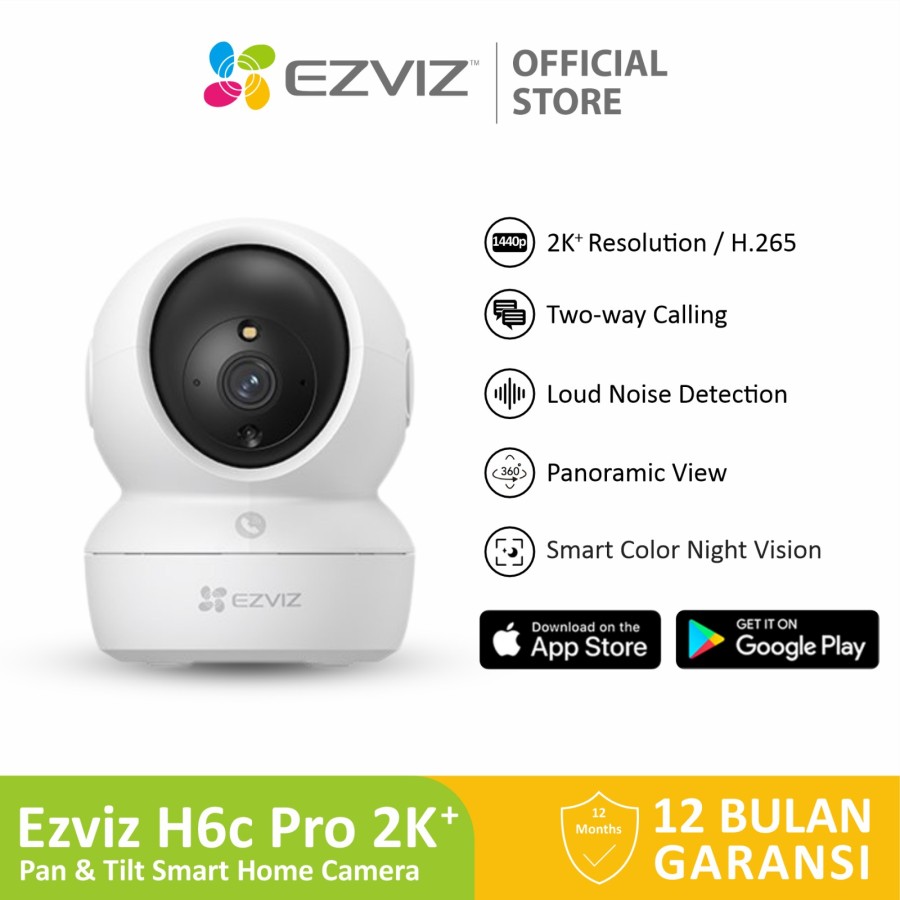 EZVIZ™
OFFICIAL
STORE
1440p
2K+ Resolution / H.265
Two-way Calling
Loud Noise Detection
360°
Panoramic View
Smart Color Night Vision
EZVIZ
Download on the
App Store
GET IT ON
Google Play
Ezviz H6c Pro 2K+
Pan & Tilt Smart Home Camera
12
Months
12 BULAN
GARANSI